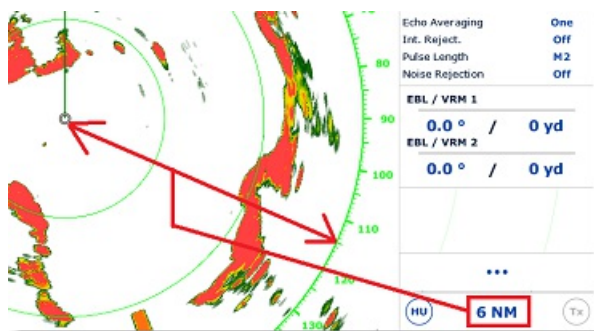 Echo Averaging One
Int. Reject. Off
Pulse Length M2
Noise Rejection Off
EBL / VRM 1
0.0 ° / 0 yd
EBL / VRM 2
0.0 ° / 0 yd
80
90
100
110
120
130
...
HU 6 NM Tx